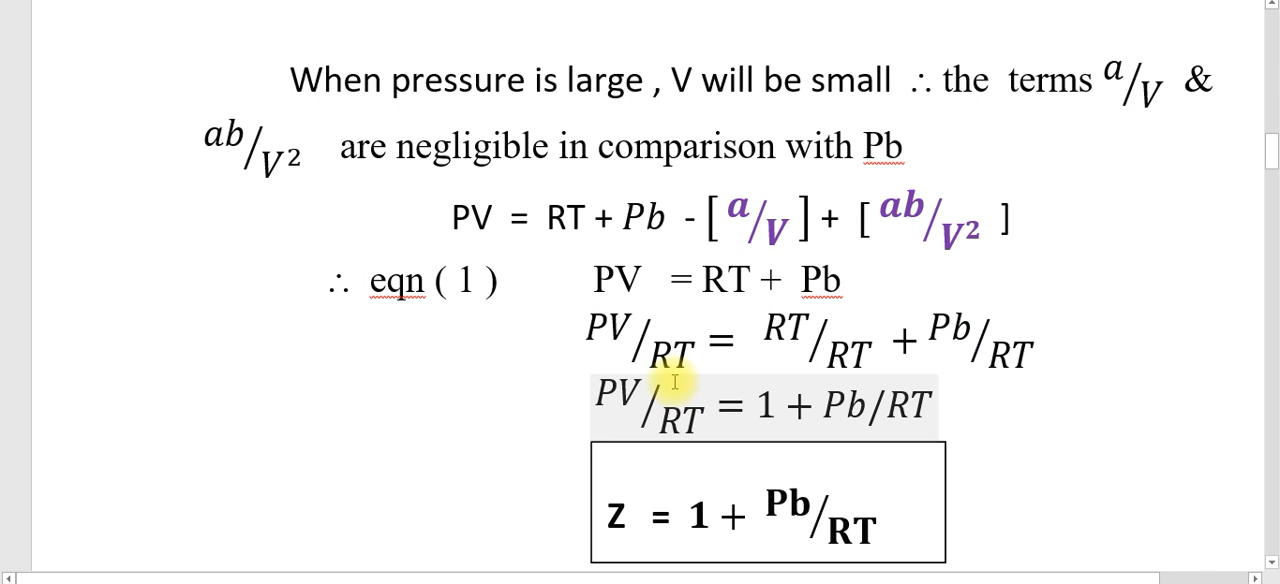 When pressure is large , V will be small ∴ the terms a/V &
ab/V² are negligible in comparison with Pb
PV = RT + Pb - [ a/V ] + [ ab/V² ]
∴ eqn ( 1 ) PV = RT + Pb
PV/RT = RT/RT + Pb/RT
PV/RT = 1 + Pb/RT
Z = 1 + Pb/RT